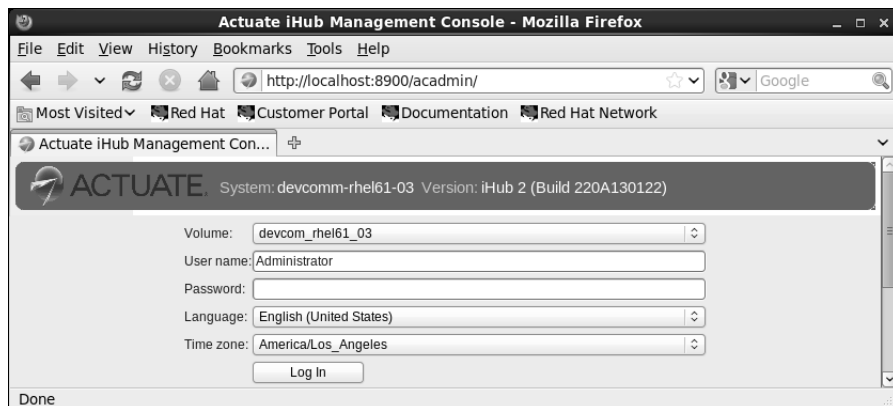 Actuate iHub Management Console - Mozilla Firefox
File Edit View History Bookmarks Tools Help
http://localhost:8900/acadmin/ Google
Most Visited Red Hat Customer Portal Documentation Red Hat Network
Actuate iHub Management Con...
ACTUATE. System: devcomm-rhel61-03 Version: iHub 2 (Build 220A130122)
Volume: devcom_rhel61_03
User name: Administrator
Password:
Language: English (United States)
Time zone: America/Los_Angeles
Log In
Done